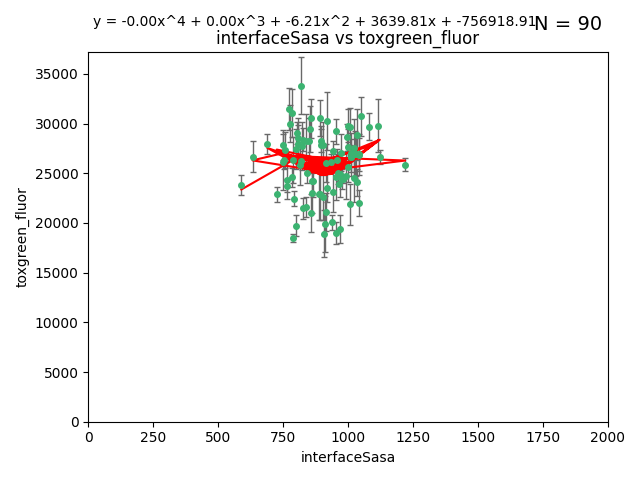 y = -0.00x^4 + 0.00x^3 + -6.21x^2 + 3639.81x + -756918.91
N = 90
interfaceSasa vs toxgreen_fluor
35000
30000
25000
20000
15000
10000
5000
0
toxgreen_fluor
0 250 500 750 1000 1250 1500 1750 2000
interfaceSasa